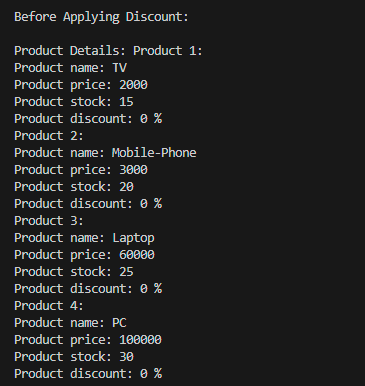 Before Applying Discount:
Product Details: Product 1:
Product name: TV
Product price: 2000
Product stock: 15
Product discount: 0 %
Product 2:
Product name: Mobile-Phone
Product price: 3000
Product stock: 20
Product discount: 0 %
Product 3:
Product name: Laptop
Product price: 60000
Product stock: 25
Product discount: 0 %
Product 4:
Product name: PC
Product price: 100000
Product stock: 30
Product discount: 0 %